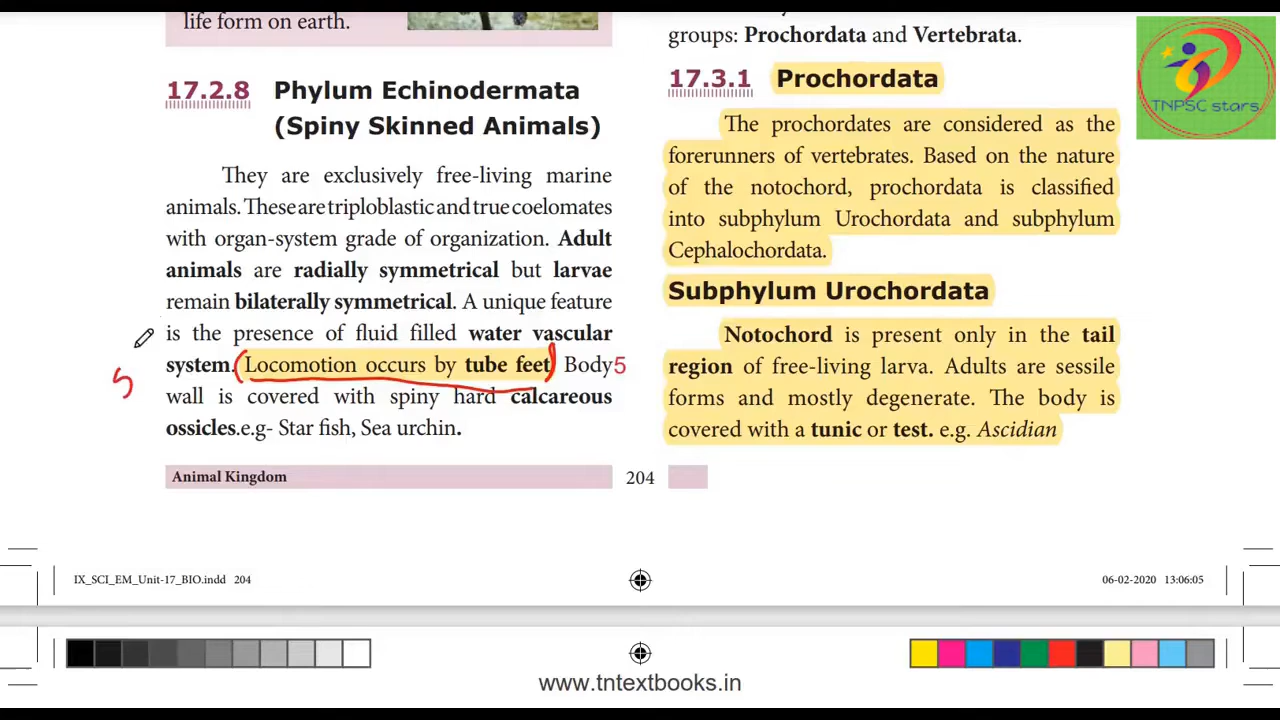 life form on earth.
17.2.8 Phylum Echinodermata
(Spiny Skinned Animals)
They are exclusively free-living marine
animals. These are triploblastic and true coelomates
with organ-system grade of organization. Adult
animals are radially symmetrical but larvae
remain bilaterally symmetrical. A unique feature
is the presence of fluid filled water vascular
system. (Locomotion occurs by tube feet) Body 5
5
wall is covered with spiny hard calcareous
ossicles.e.g- Star fish, Sea urchin.
groups: Prochordata and Vertebrata.
17.3.1 Prochordata
The prochordates are considered as the
forerunners of vertebrates. Based on the nature
of the notochord, prochordata is classified
into subphylum Urochordata and subphylum
Cephalochordata.
Subphylum Urochordata
Notochord is present only in the tail
region of free-living larva. Adults are sessile
forms and mostly degenerate. The body is
covered with a tunic or test. e.g. Ascidian
TNPSC stars
Animal Kingdom
204
IX_SCI_EM_Unit-17_BIO.indd 204
06-02-2020 13:06:05
www.tntextbooks.in